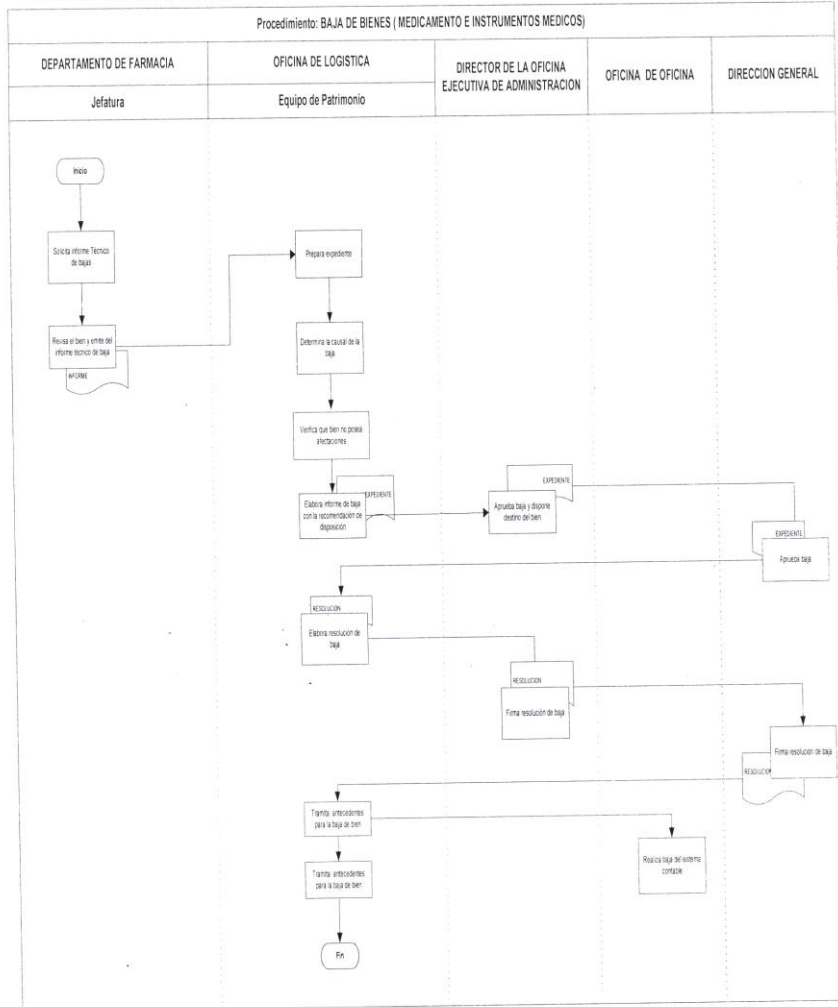 Procedimiento: BAJA DE BIENES ( MEDICAMENTO E INSTRUMENTOS MEDICOS)
DEPARTAMENTO DE FARMACIA
OFICINA DE LOGISTICA
DIRECTOR DE LA OFICINA
EJECUTIVA DE ADMINISTRACION
OFICINA DE OFICINA
DIRECCION GENERAL
Jefatura
Equipo de Patrimonio
Inicio
Solicita informe Técnico
de bajas
Prepara expediente
Revisa el bien y emite del
informe técnico de baja
INFORME
Determina la causal de la
baja
Verifica que bien no posea
afectaciones
EXPEDIENTE
Elabora informe de baja
con la recomendación de
disposición
EXPEDIENTE
Aprueba baja y dispone
destino del bien
EXPEDIENTE
Aprueba baja
RESOLUCION
Elabora resolución de
baja
RESOLUCION
Firma resolución de baja
Firma resolución de baja
RESOLUCION
Tramita antecedentes
para la baja de bien
Realiza baja del sistema
contable
Tramita antecedentes
para la baja de bien
Fin